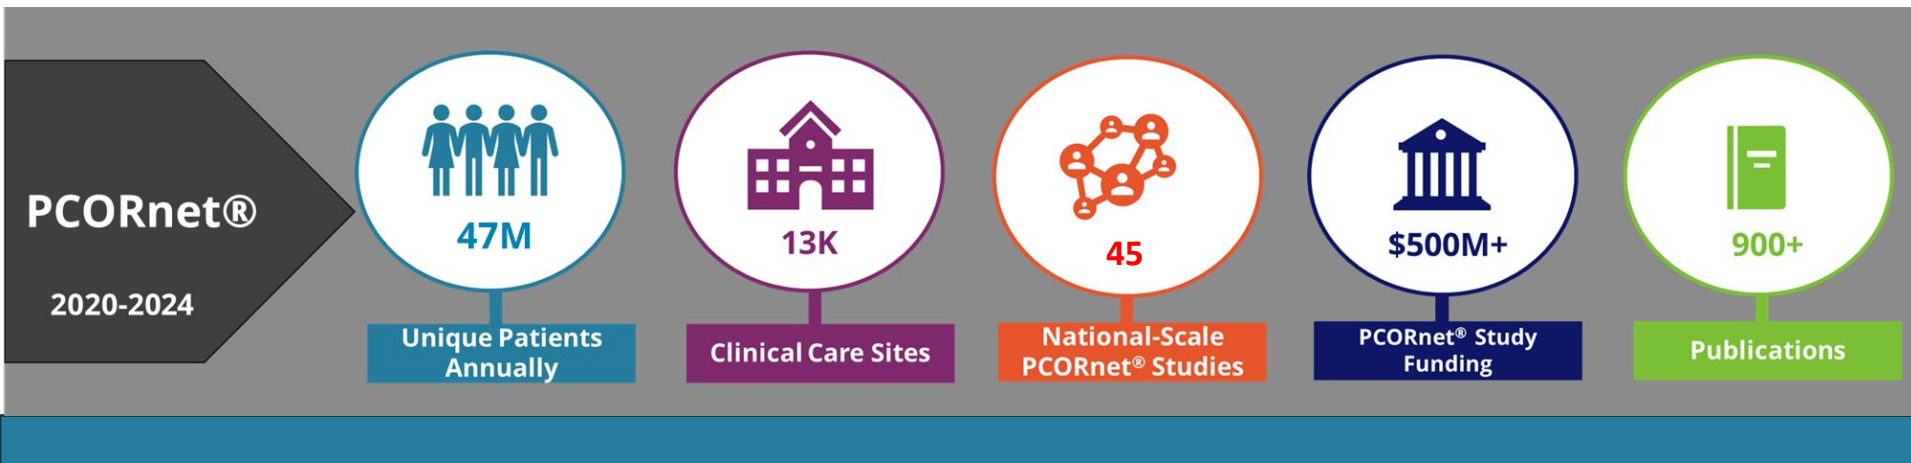 PCORnet®
2020-2024
47M
Unique Patients
Annually
13K
Clinical Care Sites
45
National-Scale
PCORnet® Studies
$500M+
PCORnet® Study
Funding
900+
Publications